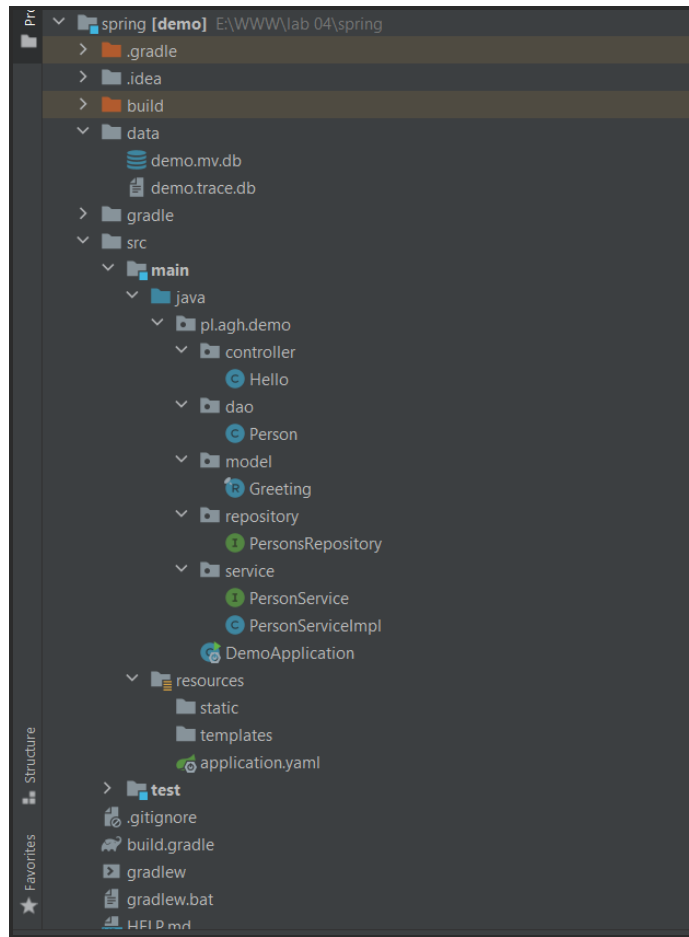 spring [demo] E:\WWW\lab 04\spring
.gradle
.idea
build
data
demo.mv.db
demo.trace.db
gradle
src
main
java
pl.agh.demo
controller
C Hello
dao
C Person
model
R Greeting
repository
I PersonsRepository
service
I PersonService
C PersonServiceImpl
DemoApplication
resources
static
templates
application.yaml
test
.gitignore
build.gradle
gradlew
gradlew.bat
HELP.md
Structure
Favorites